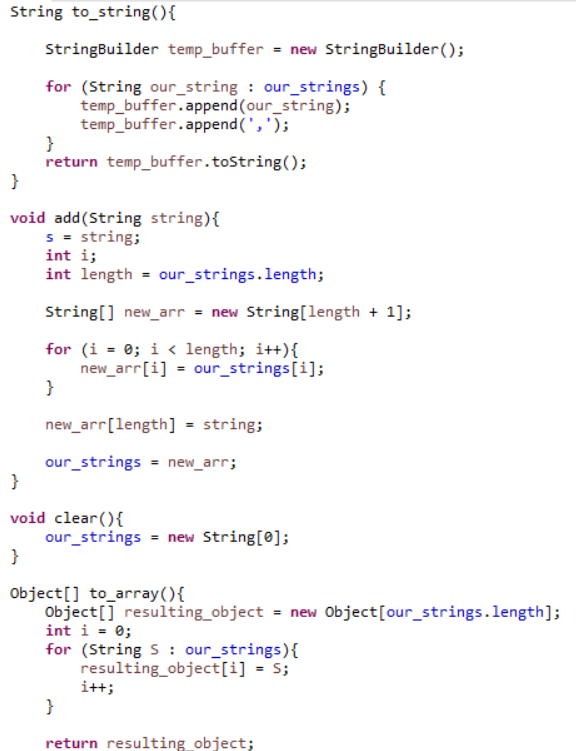 String to_string(){
StringBuilder temp_buffer = new StringBuilder();
for (String our_string : our_strings) {
temp_buffer.append(our_string);
temp_buffer.append(',');
}
return temp_buffer.toString();
}
void add(String string){
s = string;
int i;
int length = our_strings.length;
String[] new_arr = new String[length + 1];
for (i = 0; i < length; i++){
new_arr[i] = our_strings[i];
}
new_arr[length] = string;
our_strings = new_arr;
}
void clear(){
our_strings = new String[0];
}
Object[] to_array(){
Object[] resulting_object = new Object[our_strings.length];
int i = 0;
for (String S : our_strings){
resulting_object[i] = S;
i++;
}
return resulting_object;